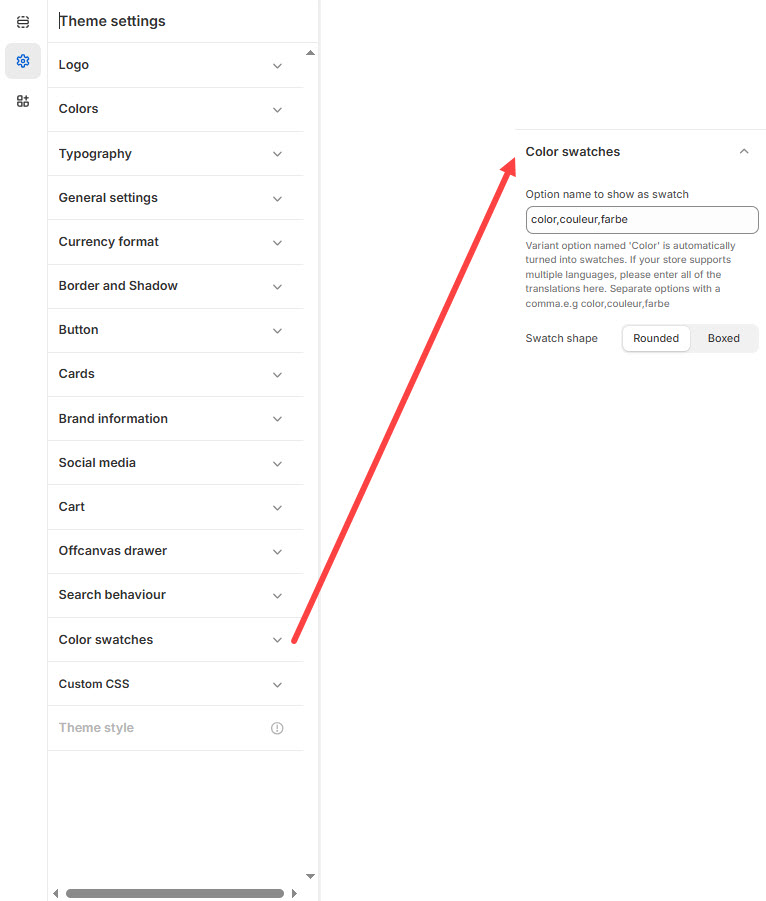 Theme settings
Logo
Colors
Typography
General settings
Currency format
Border and Shadow
Button
Cards
Brand information
Social media
Cart
Offcanvas drawer
Search behaviour
Color swatches
Custom CSS
Theme style
Color swatches
Option name to show as swatch
color,couleur,farbe
Variant option named 'Color' is automatically
turned into swatches. If your store supports
multiple languages, please enter all of the
translations here. Separate options with a
comma.e.g color,couleur,farbe
Swatch shape Rounded Boxed